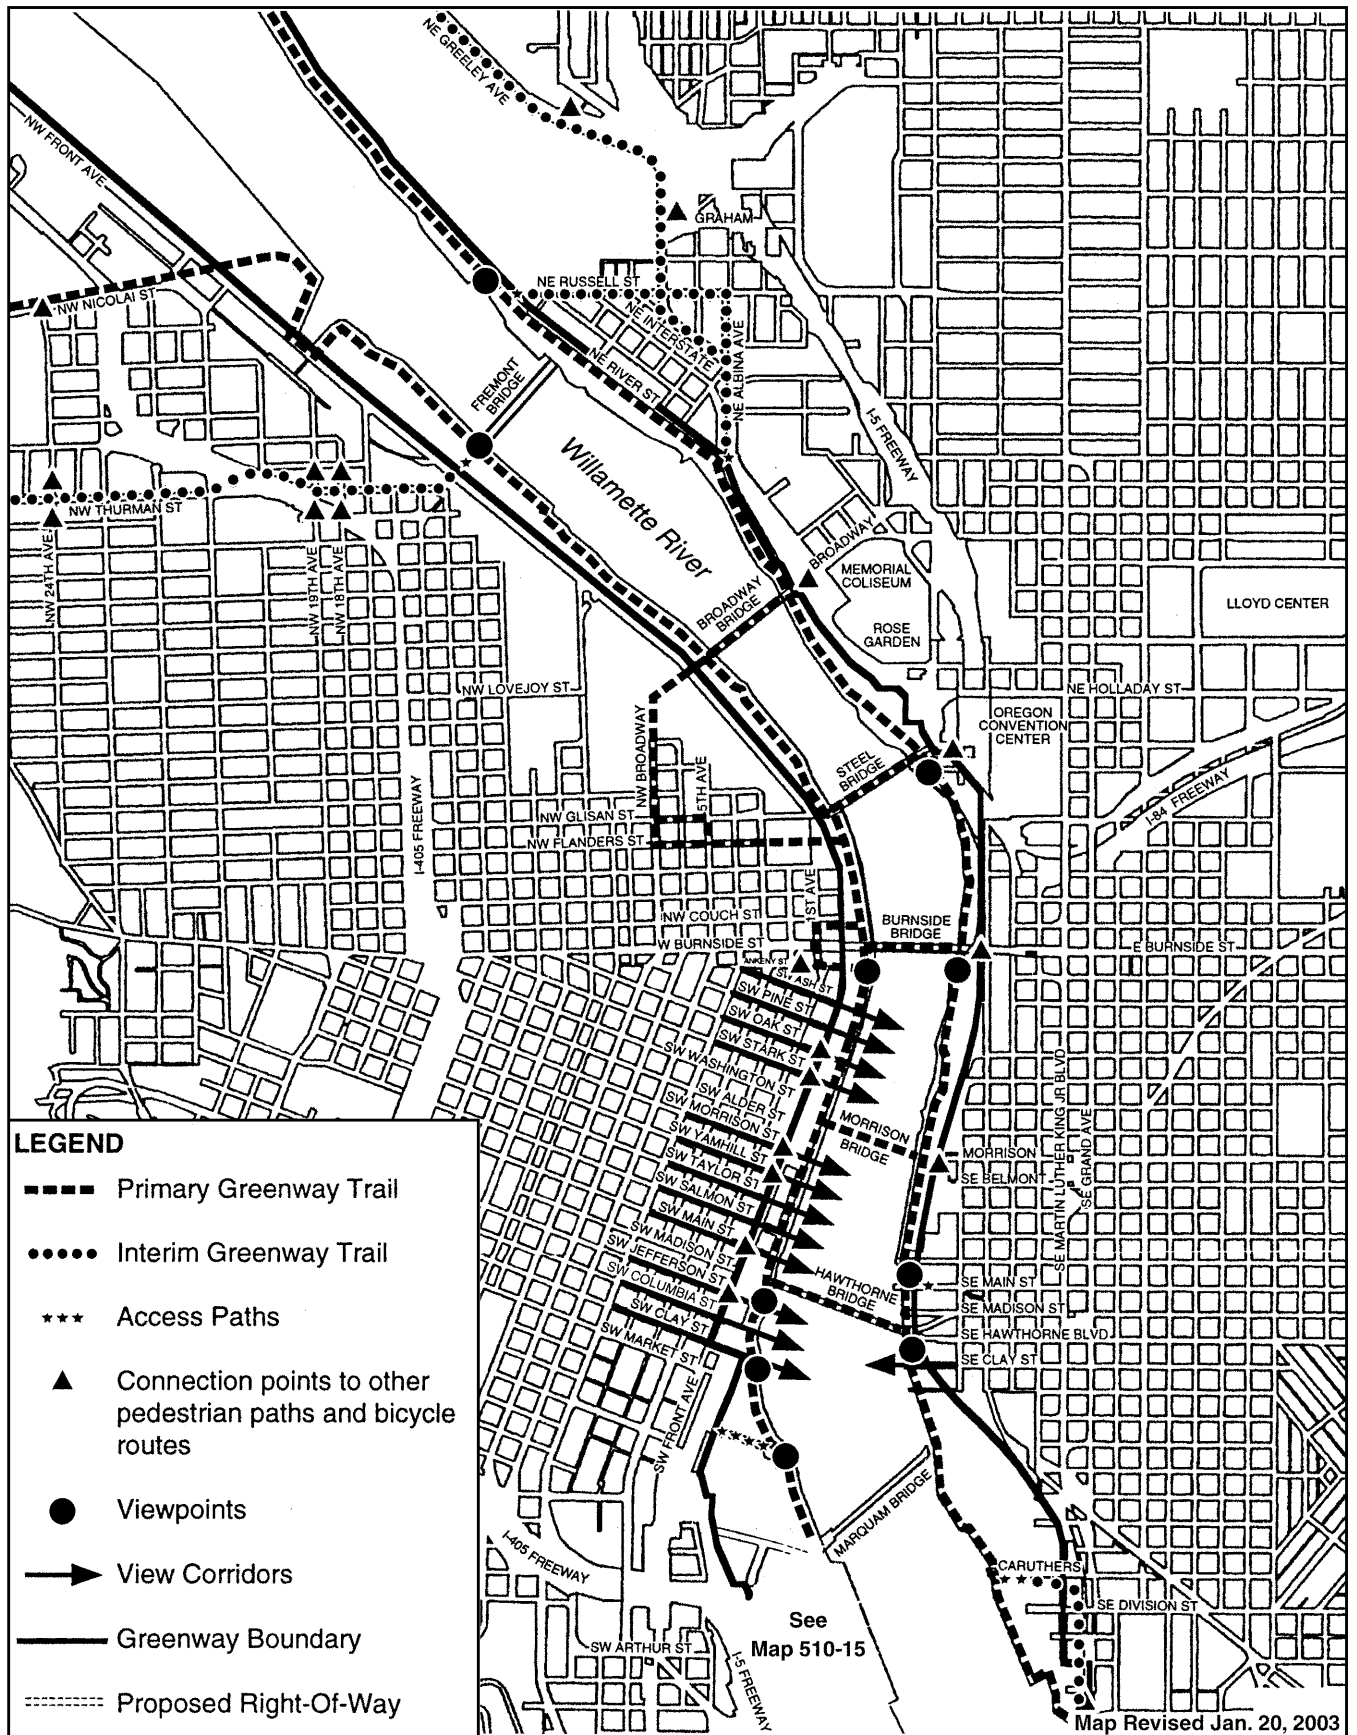 NE GREELEY AVE
NW FRONT AVE
GRAHAM
NE RUSSELL ST
NW NICOLAI ST
NE INTERSTATE
NE ALBINA AVE
NE RIVER ST
FREMONT
BRIDGE
I-5 FREEWAY
Willamette River
NW THURMAN ST
NW 24TH AVE
NW 19TH AVE
NW 18TH AVE
BROADWAY
MEMORIAL
COLISEUM
BROADWAY
BRIDGE
LLOYD CENTER
ROSE
GARDEN
NW LOVEJOY ST
NE HOLLADAY ST
OREGON
CONVENTION
CENTER
NW BROADWAY
5TH AVE
STEEL
BRIDGE
I-84 FREEWAY
I-405 FREEWAY
NW GLISAN ST
NW FLANDERS ST
1ST AVE
NW COUCH ST
BURNSIDE
BRIDGE
W BURNSIDE ST
E BURNSIDE ST
ANKENY ST
SW ASH ST
SW PINE ST
SW OAK ST
SW STARK ST
SW WASHINGTON ST
SW ALDER ST
SW MORRISON ST
SW YAMHILL ST
SW TAYLOR ST
SW SALMON ST
SW MAIN ST
SW MADISON ST
SW JEFFERSON ST
SW COLUMBIA ST
SW CLAY ST
SW MARKET ST
MORRISON
BRIDGE
MORRISON
SE BELMONT
SE MARTIN LUTHER KING JR BLVD
SE GRAND AVE
HAWTHORNE
BRIDGE
SE MAIN ST
SE MADISON ST
SE HAWTHORNE BLVD
SE CLAY ST
SW FRONT AVE
MARQUAM BRIDGE
I-405 FREEWAY
CARUTHERS
SE DIVISION ST
See
Map 510-15
SW ARTHUR ST
I-5 FREEWAY
LEGEND
Primary Greenway Trail
Interim Greenway Trail
Access Paths
Connection points to other
pedestrian paths and bicycle
routes
Viewpoints
View Corridors
Greenway Boundary
Proposed Right-Of-Way
Map Revised Jan. 20, 2003